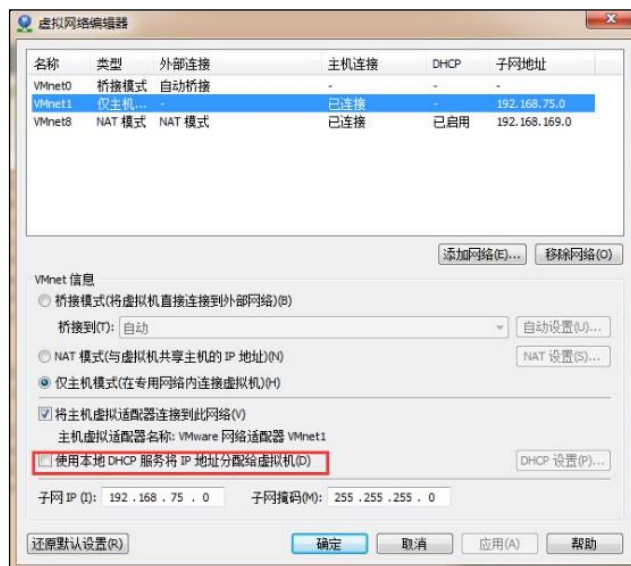 虚拟网络编辑器
名称 类型 外部连接 主机连接 DHCP 子网地址
VMnet0 桥接模式 自动桥接 - - -
VMnet1 仅主机... - 已连接 - 192.168.75.0
VMnet8 NAT 模式 NAT 模式 已连接 已启用 192.168.169.0
添加网络(E)... 移除网络(O)
VMnet 信息
桥接模式(将虚拟机直接连接到外部网络)(B)
桥接到(T): 自动 自动设置(U)...
NAT 模式(与虚拟机共享主机的 IP 地址)(N) NAT 设置(S)...
仅主机模式(在专用网络内连接虚拟机)(H)
将主机虚拟适配器连接到此网络(V)
主机虚拟适配器名称: VMware 网络适配器 VMnet1
使用本地 DHCP 服务将 IP 地址分配给虚拟机(D) DHCP 设置(P)...
子网 IP (I): 192 .168 . 75 . 0 子网掩码(M): 255 .255 .255 . 0
还原默认设置(R) 确定 取消 应用(A) 帮助